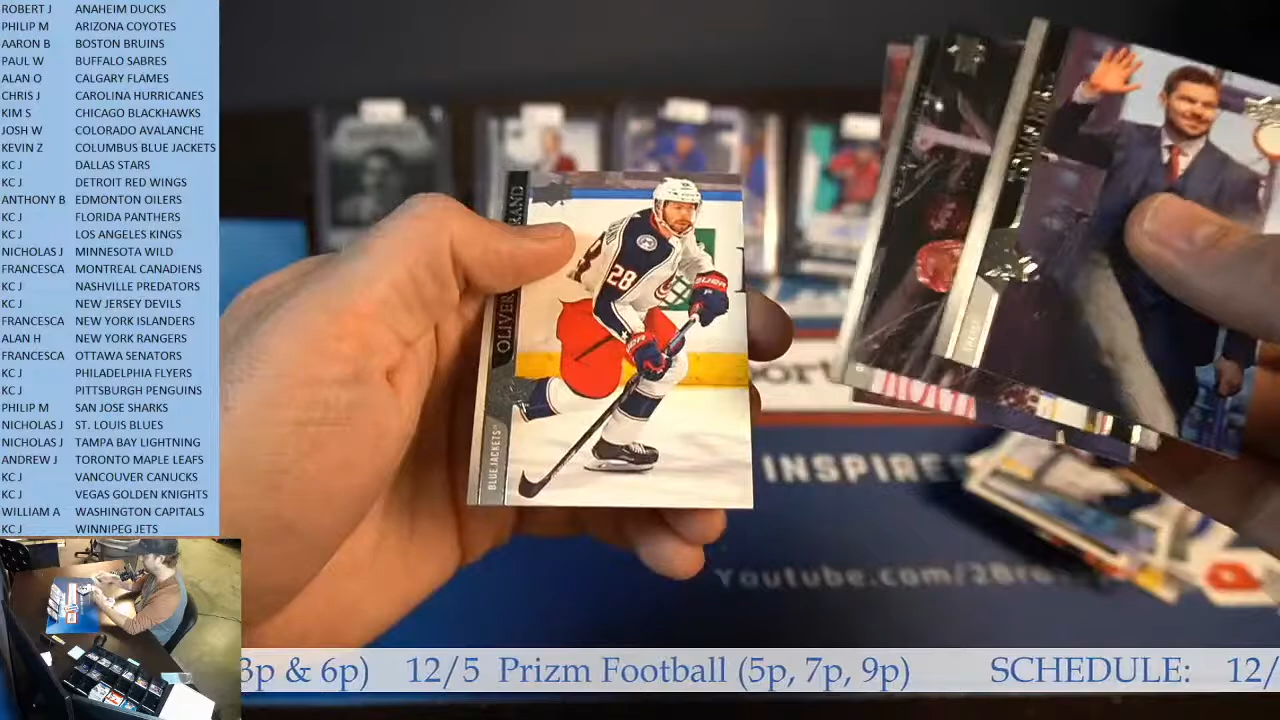 ROBERT J ANAHEIM DUCKS
PHILIP M ARIZONA COYOTES
AARON B BOSTON BRUINS
PAUL W BUFFALO SABRES
ALAN O CALGARY FLAMES
CHRIS J CAROLINA HURRICANES
KIM S CHICAGO BLACKHAWKS
JOSH W COLORADO AVALANCHE
KEVIN Z COLUMBUS BLUE JACKETS
KC J DALLAS STARS
KC J DETROIT RED WINGS
ANTHONY B EDMONTON OILERS
KC J FLORIDA PANTHERS
KC J LOS ANGELES KINGS
NICHOLAS J MINNESOTA WILD
FRANCESCA MONTREAL CANADIENS
KC J NASHVILLE PREDATORS
KC J NEW JERSEY DEVILS
FRANCESCA NEW YORK ISLANDERS
ALAN H NEW YORK RANGERS
FRANCESCA OTTAWA SENATORS
KC J PHILADELPHIA FLYERS
KC J PITTSBURGH PENGUINS
PHILIP M SAN JOSE SHARKS
NICHOLAS J ST. LOUIS BLUES
NICHOLAS J TAMPA BAY LIGHTNING
ANDREW J TORONTO MAPLE LEAFS
KC J VANCOUVER CANUCKS
KC J VEGAS GOLDEN KNIGHTS
WILLIAM A WASHINGTON CAPITALS
KC J WINNIPEG JETS
OLIVER
BLUE JACKETS
28
INSPIRE
Youtube.com/2Br
3p & 6p) 12/5 Prizm Football (5p, 7p, 9p) SCHEDULE: 12/